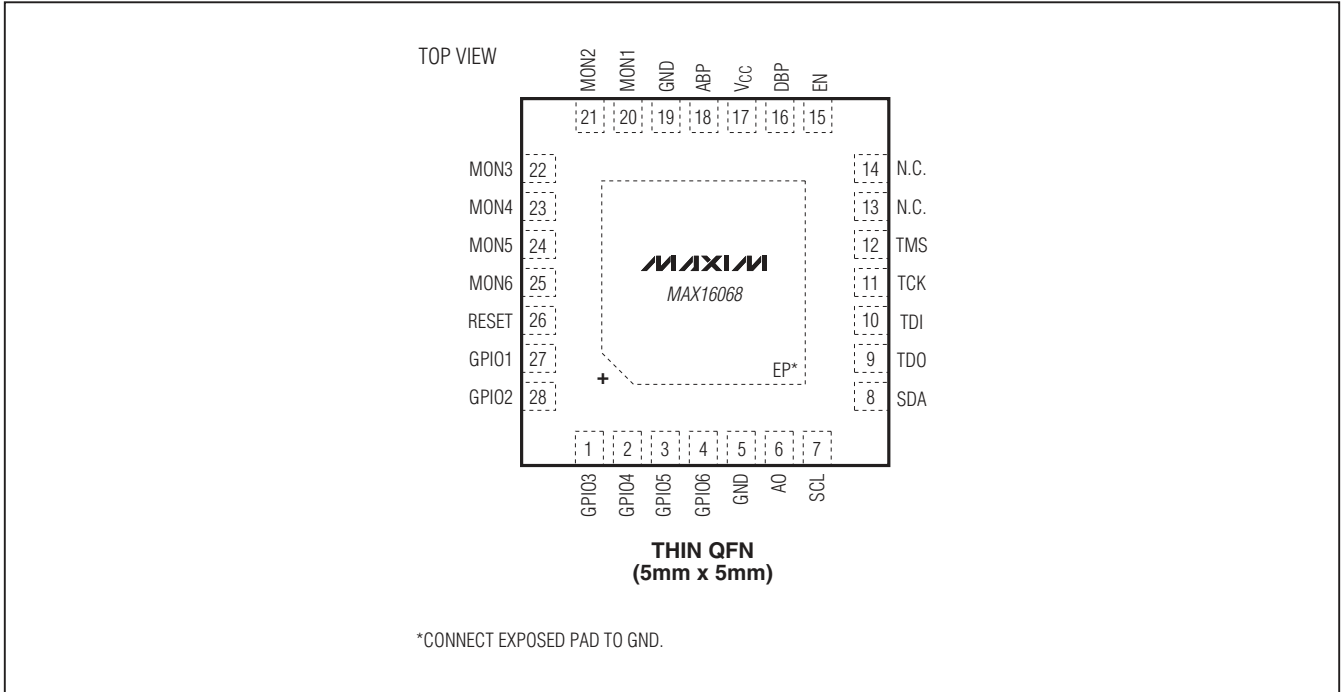 TOP VIEW
MON2 MON1 GND ABP VCC DBP EN
21 20 19 18 17 16 15
MON3 22 14 N.C.
MON4 23 13 N.C.
MON5 24 12 TMS
MON6 25 11 TCK
RESET 26 10 TDI
GPIO1 27 9 TDO
GPIO2 28 8 SDA
MAXIM
MAX16068
EP*
+
1 2 3 4 5 6 7
GPIO3 GPIO4 GPIO5 GPIO6 GND A0 SCL
THIN QFN
(5mm x 5mm)
*CONNECT EXPOSED PAD TO GND.